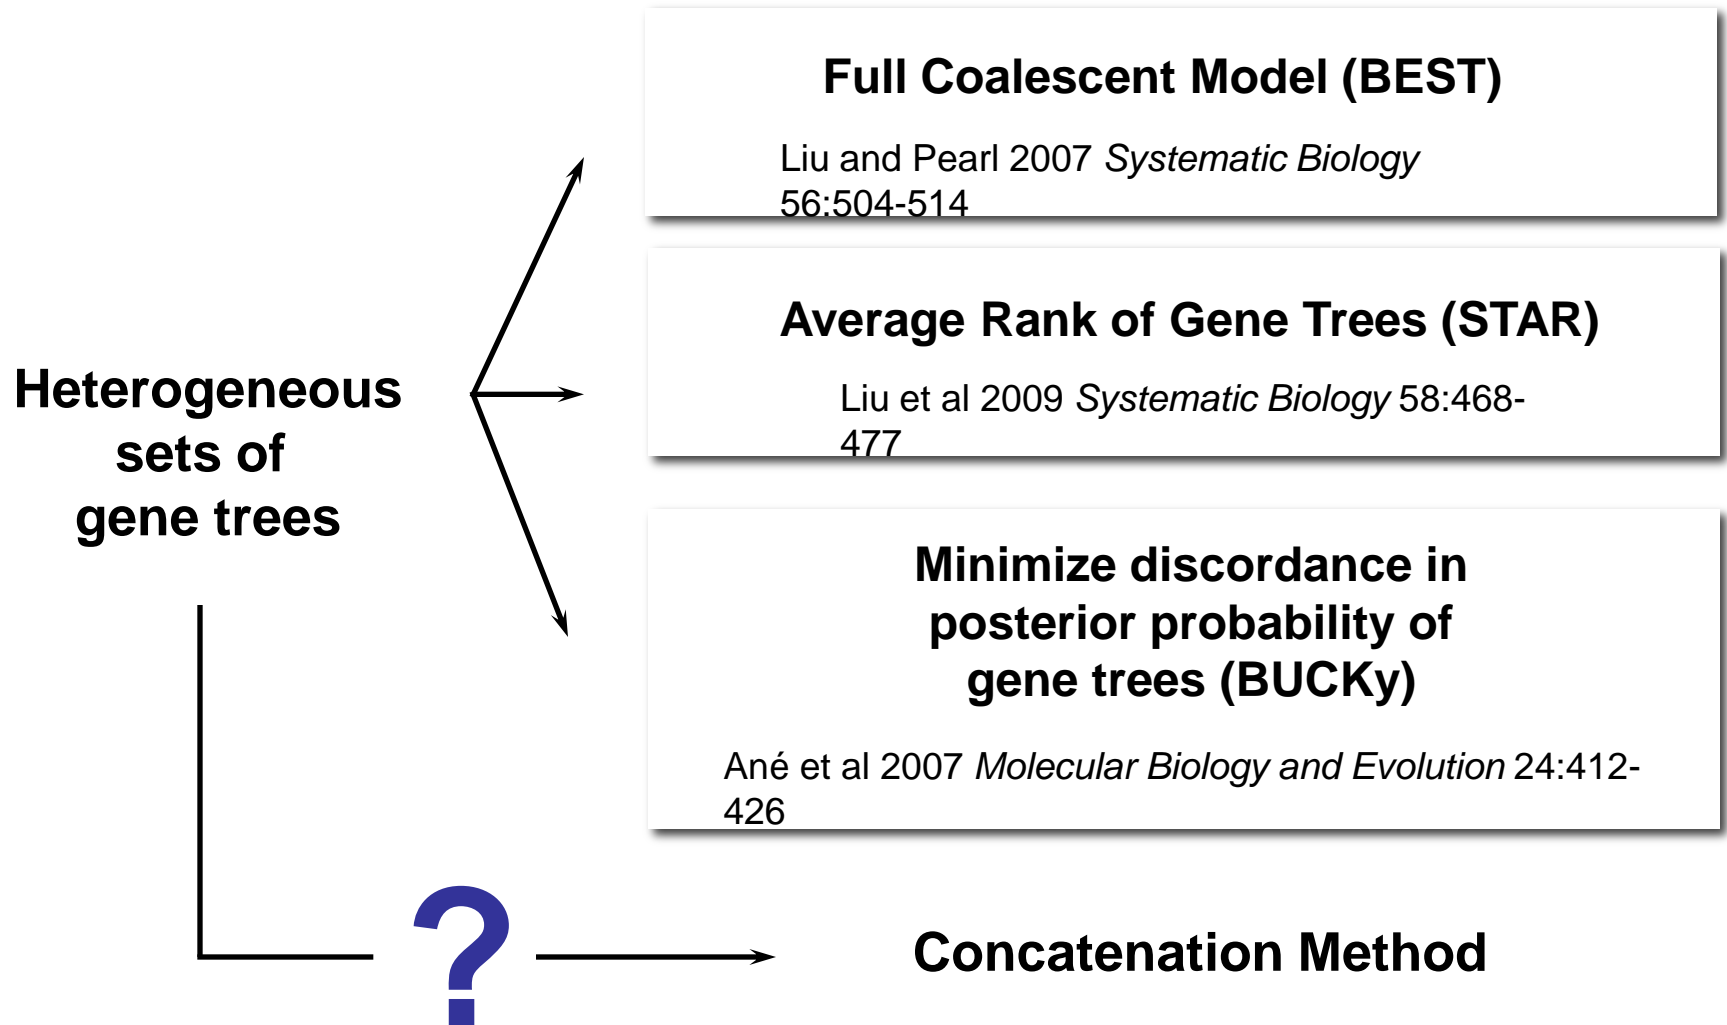 Full Coalescent Model (BEST)
Liu and Pearl 2007 Systematic Biology
56:504-514
Average Rank of Gene Trees (STAR)
Liu et al 2009 Systematic Biology 58:468-
477
Heterogeneous
sets of
gene trees
Minimize discordance in
posterior probability of
gene trees (BUCKy)
Ané et al 2007 Molecular Biology and Evolution 24:412-
426
?
Concatenation Method